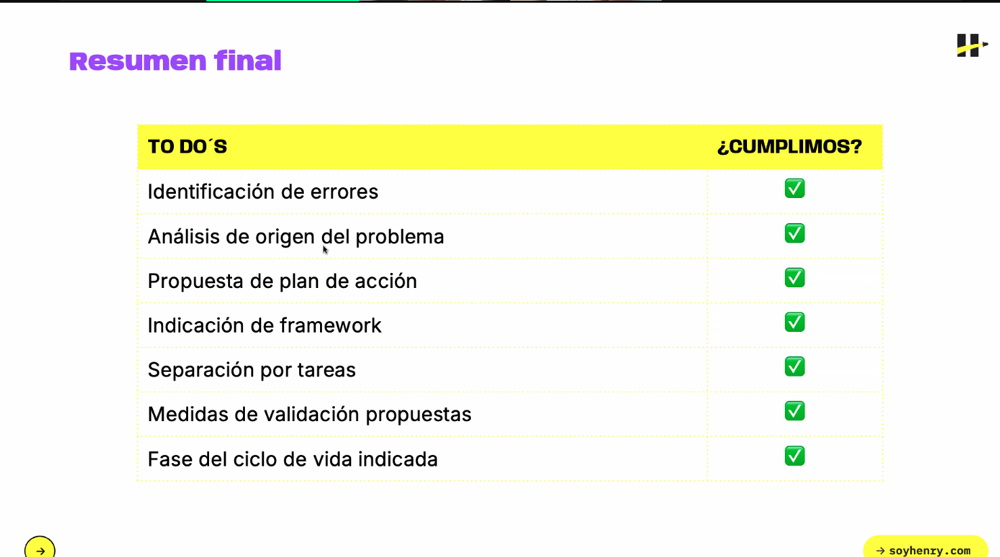 Resumen final
TO DO´S ¿CUMPLIMOS?
Identificación de errores ✅
Análisis de origen del problema ✅
Propuesta de plan de acción ✅
Indicación de framework ✅
Separación por tareas ✅
Medidas de validación propuestas ✅
Fase del ciclo de vida indicada ✅
→ → soyhenry.com